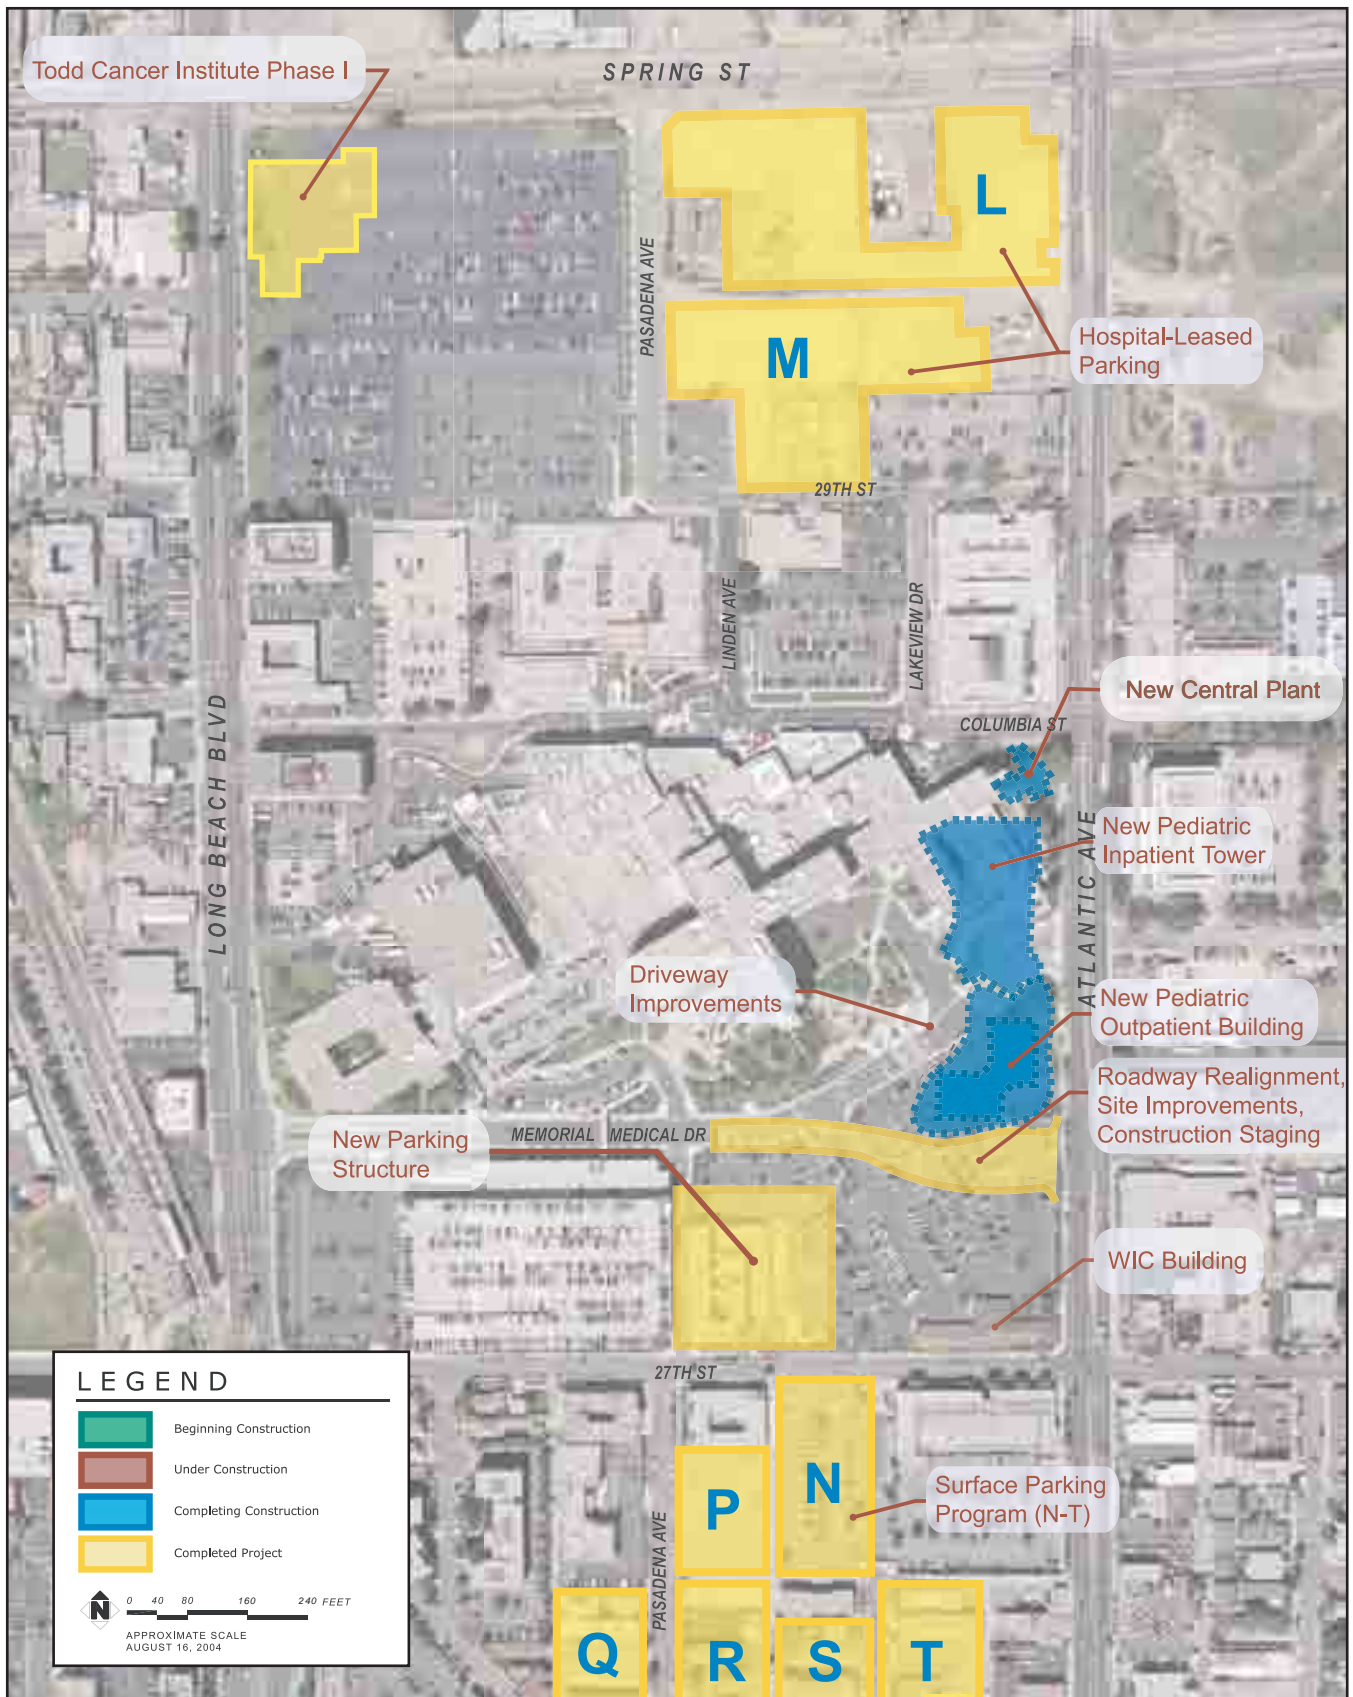 Todd Cancer Institute Phase I
SPRING ST
L
PASADENA AVE
M
Hospital-Leased
Parking
29TH ST
LINDEN AVE
LAKEVIEW DR
New Central Plant
COLUMBIA ST
LONG BEACH BLVD
New Pediatric
Inpatient Tower
ATLANTIC AVE
Driveway
Improvements
New Pediatric
Outpatient Building
Roadway Realignment,
Site Improvements,
Construction Staging
New Parking
Structure
MEMORIAL MEDICAL DR
WIC Building
27TH ST
LEGEND
Beginning Construction
Under Construction
Completing Construction
Completed Project
N
0 40 80 160 240 FEET
APPROXIMATE SCALE
AUGUST 16, 2004
P
N
Surface Parking
Program (N-T)
PASADENA AVE
Q
R
S
T